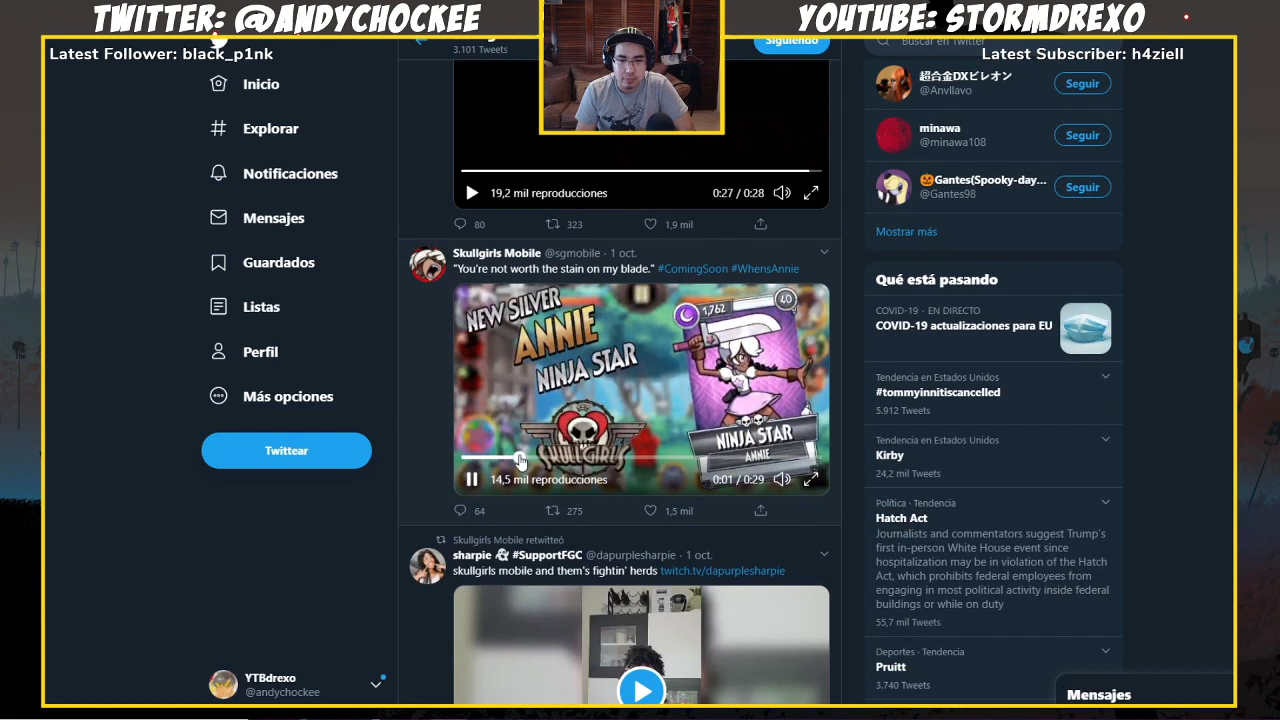 TWITTER: @ANDYCHOCKEE
YOUTUBE: STORMDREXO
Latest Follower: black_p1nk
Latest Subscriber: h4ziell
Inicio
Explorar
Notificaciones
Mensajes
Guardados
Listas
Perfil
Más opciones
Twittear
YTBdrexo
@andychockee
3.101 Tweets
Siguiendo
19,2 mil reproducciones
0:27 / 0:28
80
323
1,9 mil
Skullgirls Mobile @sgmobile · 1 oct.
"You're not worth the stain on my blade." #ComingSoon #WhensAnnie
NEW SILVER
ANNIE
NINJA STAR
SKULLGIRLS
1,762
40
NINJA STAR
ANNIE
14,5 mil reproducciones
0:01 / 0:29
64
275
1,5 mil
Skullgirls Mobile retwitteó
sharpie #SupportFGC @dapurplesharpie · 1 oct.
skullgirls mobile and them's fightin' herds twitch.tv/dapurplesharpie
Buscar en Twitter
超合金DXビレオン
@Anvllavo
Seguir
minawa
@minawa108
Seguir
🎃Gantes(Spooky-day...
@Gantes98
Seguir
Mostrar más
Qué está pasando
COVID-19 · EN DIRECTO
COVID-19 actualizaciones para EU
Tendencia en Estados Unidos
#tommyinnitiscancelled
5.912 Tweets
Tendencia en Estados Unidos
Kirby
24,2 mil Tweets
Política · Tendencia
Hatch Act
Journalists and commentators suggest Trump's
first in-person White House event since
hospitalization may be in violation of the Hatch
Act, which prohibits federal employees from
engaging in most political activity inside federal
buildings or while on duty
55,7 mil Tweets
Deportes · Tendencia
Pruitt
3.740 Tweets
Mensajes